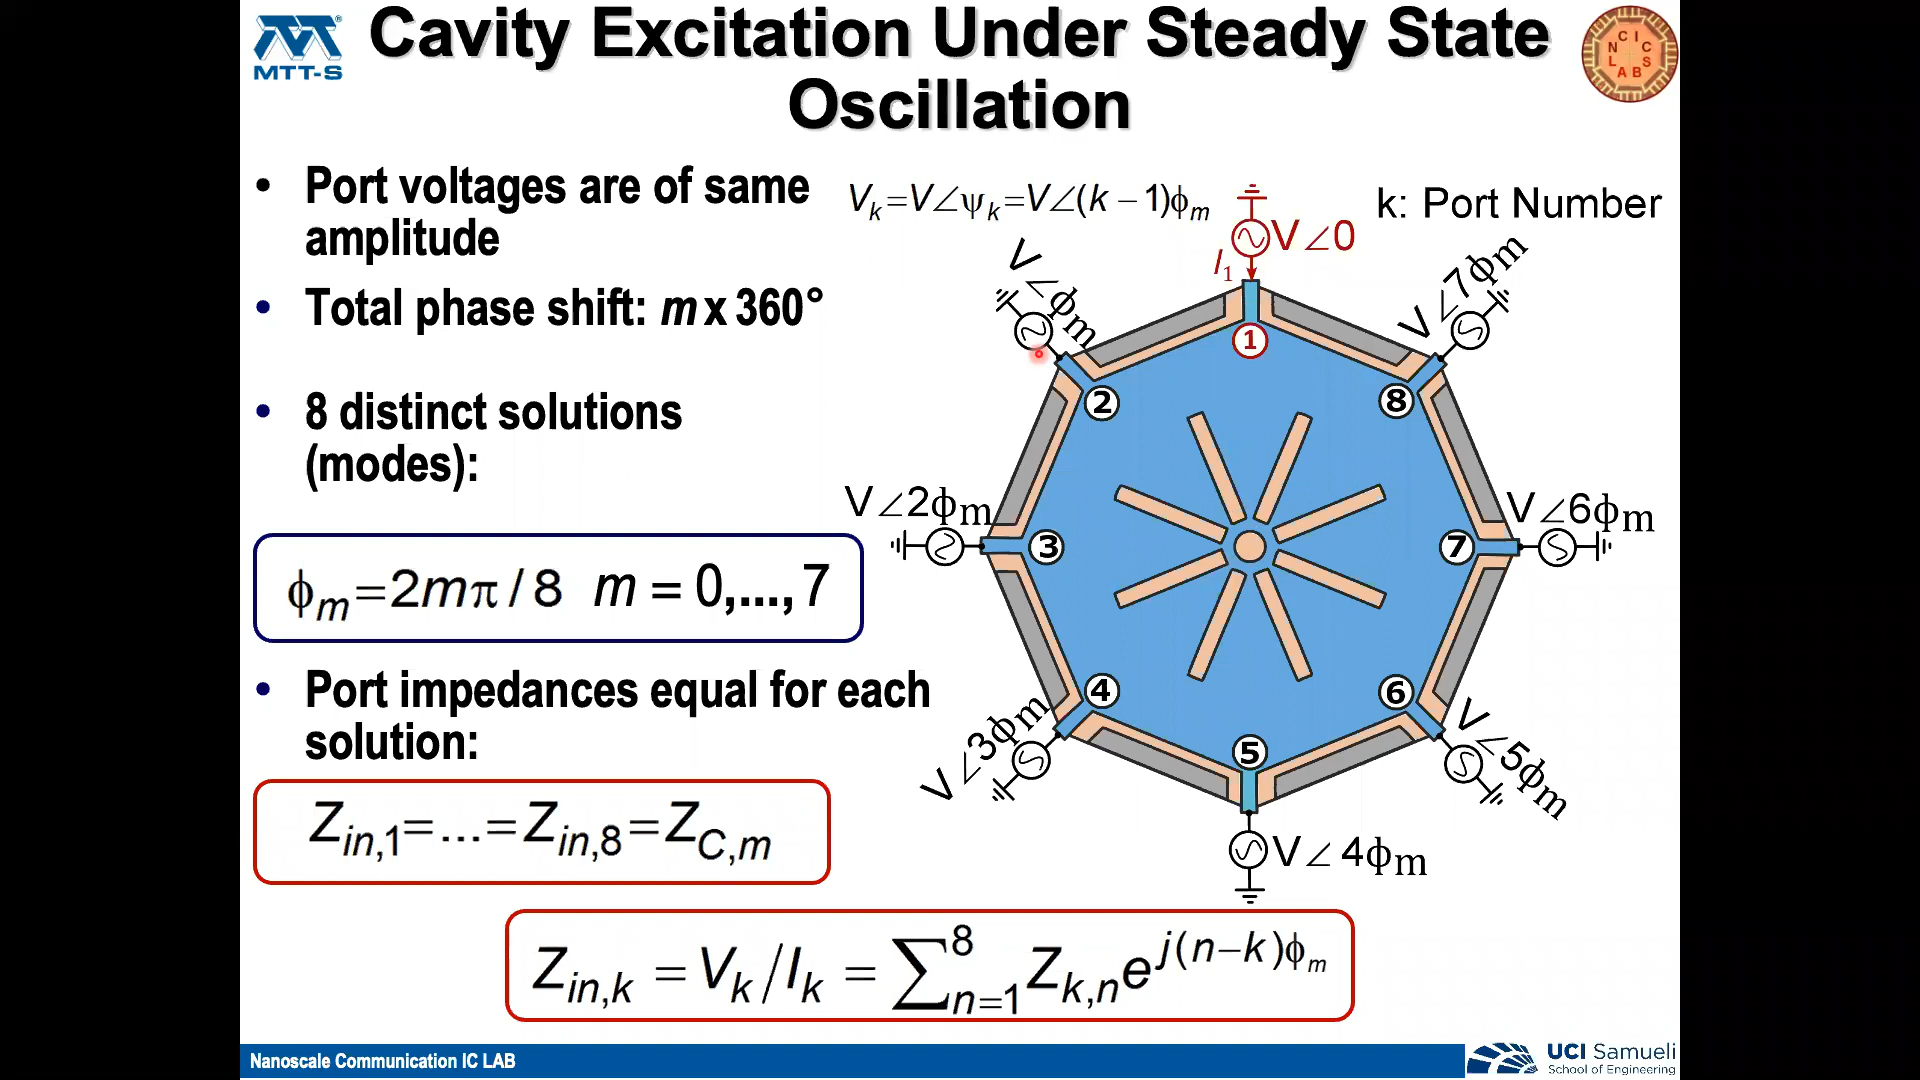 MTT-S
Cavity Excitation Under Steady State
Oscillation
CICSBALN
• Port voltages are of same
amplitude
• Total phase shift: m x 360°
• 8 distinct solutions
(modes):
ϕm=2mπ/8 m = 0,...,7
• Port impedances equal for each
solution:
Zin,1=...=Zin,8=ZC,m
Zin,k = Vk/Ik = ∑n=1^8 Zk,n e^j(n−k)ϕm
Vk=V∠ψk=V∠(k−1)ϕm
k: Port Number
V∠0
I1
V∠ϕm
V∠7ϕm
V∠2ϕm
V∠6ϕm
V∠3ϕm
V∠5ϕm
V∠4ϕm
1
2
8
3
7
4
6
5
Nanoscale Communication IC LAB
UCI Samueli
School of Engineering